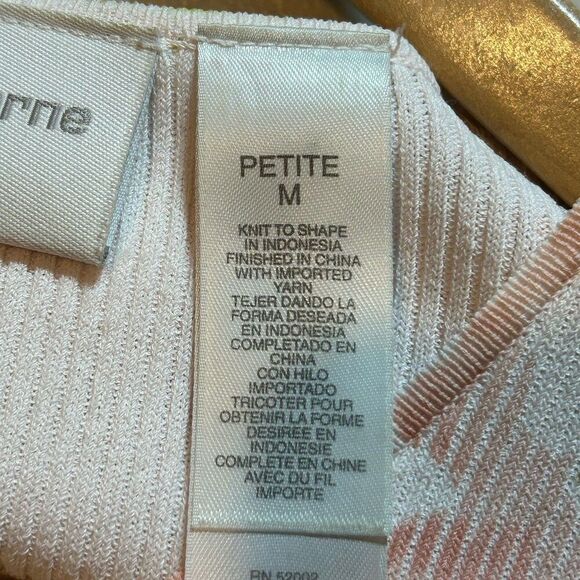 PETITE
M
KNIT TO SHAPE
IN INDONESIA
FINISHED IN CHINA
WITH IMPORTED
YARN
TEJER DANDO LA
FORMA DESEADA
EN INDONESIA
COMPLETADO EN
CHINA
CON HILO
IMPORTADO
TRICOTER POUR
OBTENIR LA FORME
DESIREE EN
INDONESIE
COMPLETE EN CHINE
AVEC DU FIL
IMPORTE
RN 52002